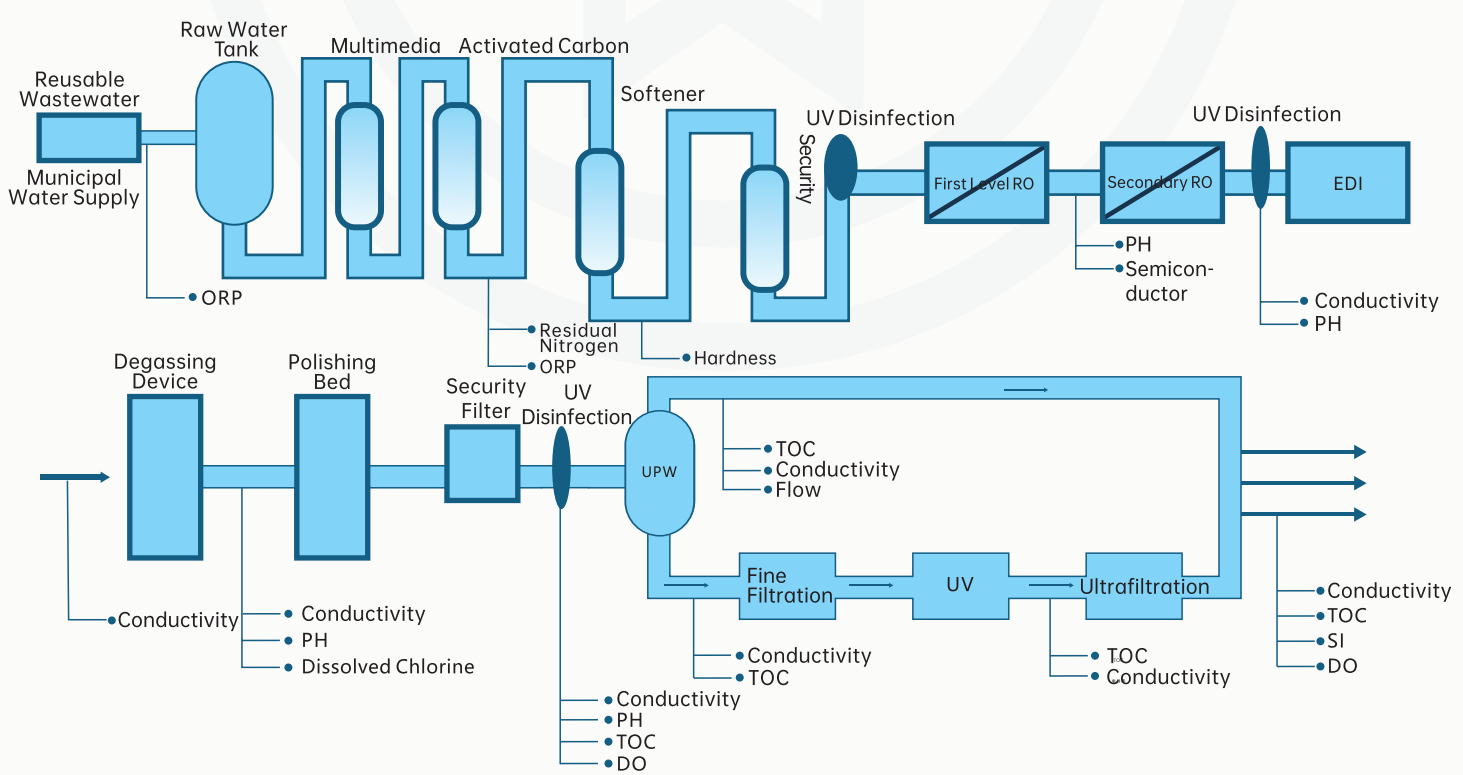 Raw Water
Tank
Multimedia
Activated Carbon
Reusable
Wastewater
Softener
UV Disinfection
UV Disinfection
Security
Municipal
Water Supply
First Level RO
Secondary RO
EDI
PH
Semicon-
ductor
ORP
Conductivity
PH
Residual
Nitrogen
ORP
Hardness
Degassing
Device
Polishing
Bed
Security
Filter
UV
Disinfection
UPW
TOC
Conductivity
Flow
Fine
Filtration
UV
Ultrafiltration
Conductivity
Conductivity
PH
Dissolved Chlorine
Conductivity
TOC
TOC
Conductivity
Conductivity
TOC
SI
DO
Conductivity
PH
TOC
DO